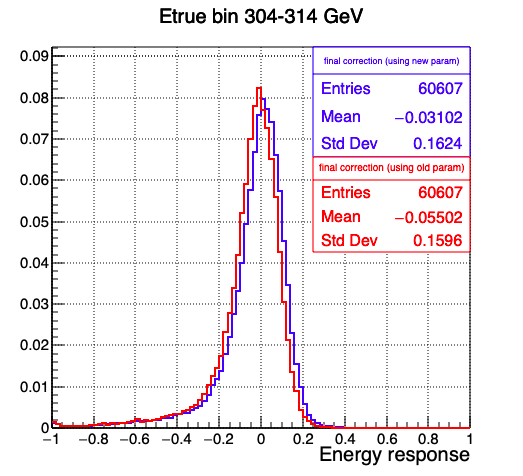 Etrue bin 304-314 GeV
final correction (using new param)
Entries 60607
Mean −0.03102
Std Dev 0.1624
final correction (using old param)
Entries 60607
Mean −0.05502
Std Dev 0.1596
0.09
0.08
0.07
0.06
0.05
0.04
0.03
0.02
0.01
0
−1 −0.8 −0.6 −0.4 −0.2 0 0.2 0.4 0.6 0.8 1
Energy response